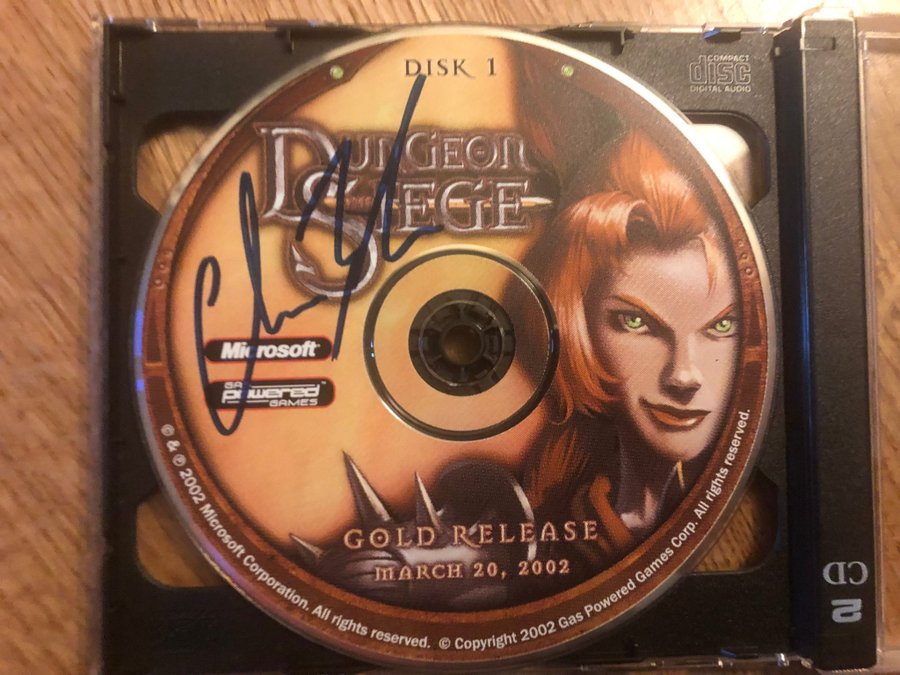 DISK 1
COMPACT
disc
DIGITAL AUDIO
DUNGEON
SIEGE
Microsoft
GAS
powered
GAMES
GOLD RELEASE
MARCH 20, 2002
© & ℗ 2002 Microsoft Corporation. All rights reserved. © Copyright 2002 Gas Powered Games Corp. All rights reserved.
2 CD